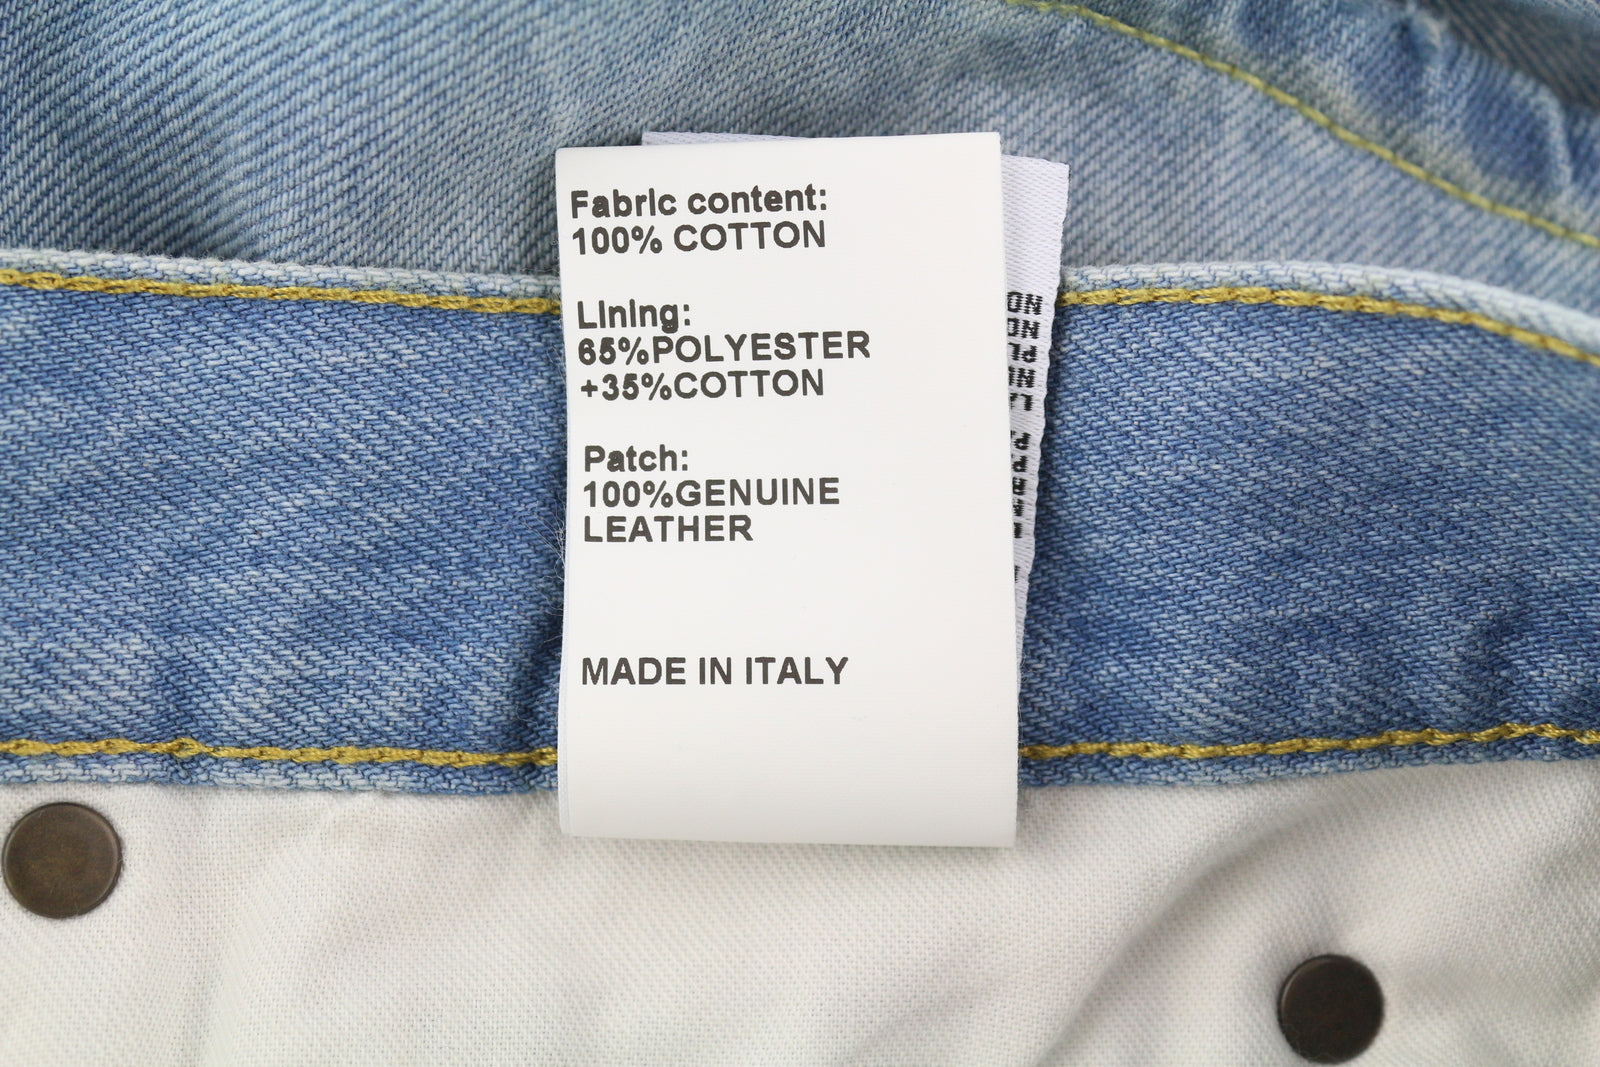 Fabric content:
100% COTTON
Lining:
65%POLYESTER
+35%COTTON
Patch:
100%GENUINE
LEATHER
MADE IN ITALY